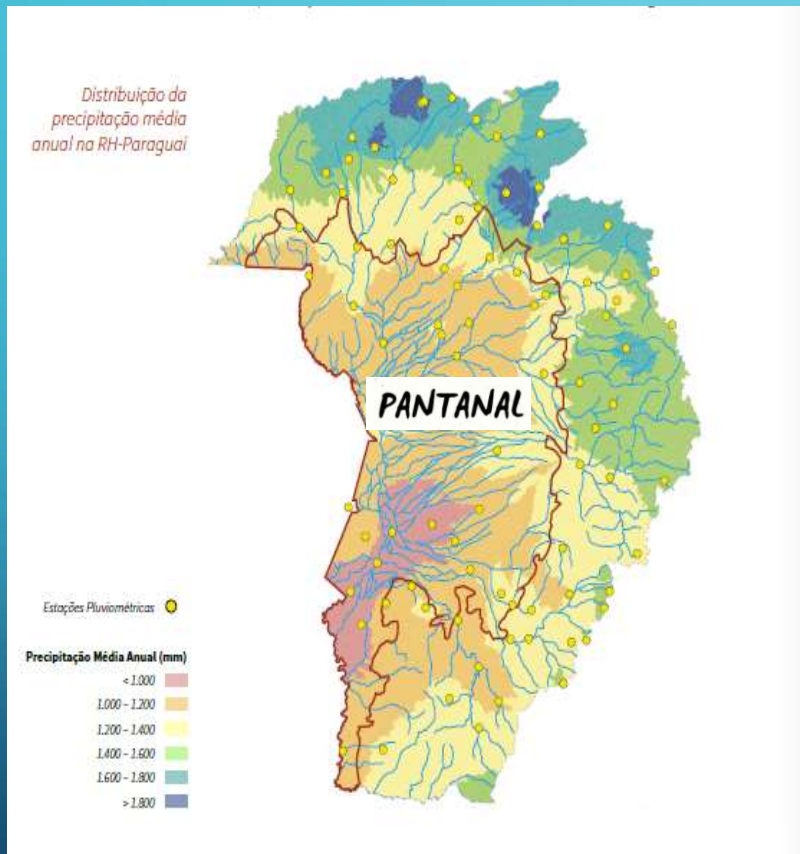 Distribuição da
precipitação média
anual na RH-Paraguai
PANTANAL
Estações Pluviométricas
Precipitação Média Anual (mm)
< 1.000
1.000 – 1.200
1.200 – 1.400
1.400 – 1.600
1.600 – 1.800
> 1.800